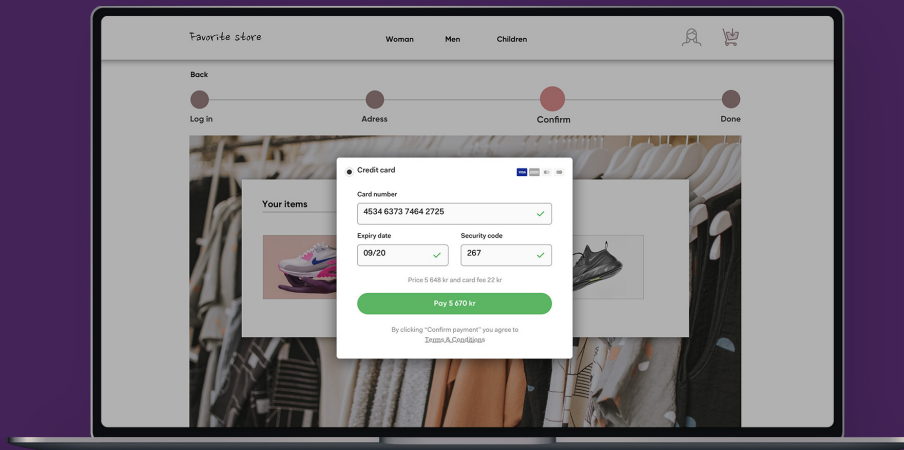 Favorite store
Woman Men Children
Back
Log in Adress Confirm Done
Credit card
Card number
4534 6373 7464 2725
Expiry date Security code
09/20 267
Price 5 648 kr and card fee 22 kr
Pay 5 670 kr
By clicking “Confirm payment” you agree to
Terms & Conditions
Your items